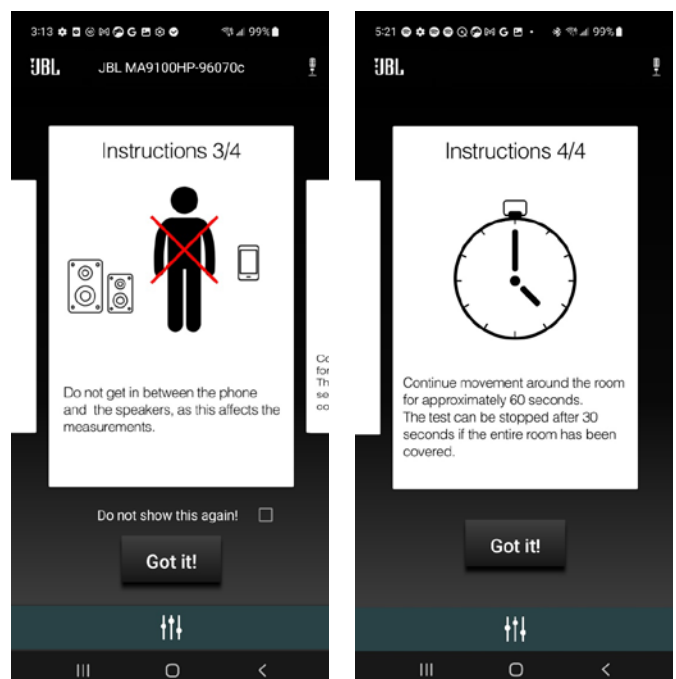 3:13
99%
JBL
JBL MA9100HP-96070c
Instructions 3/4
Do not get in between the phone
and the speakers, as this affects the
measurements.
Do not show this again!
Got it!
5:21
99%
JBL
Instructions 4/4
Continue movement around the room
for approximately 60 seconds.
The test can be stopped after 30
seconds if the entire room has been
covered.
Got it!